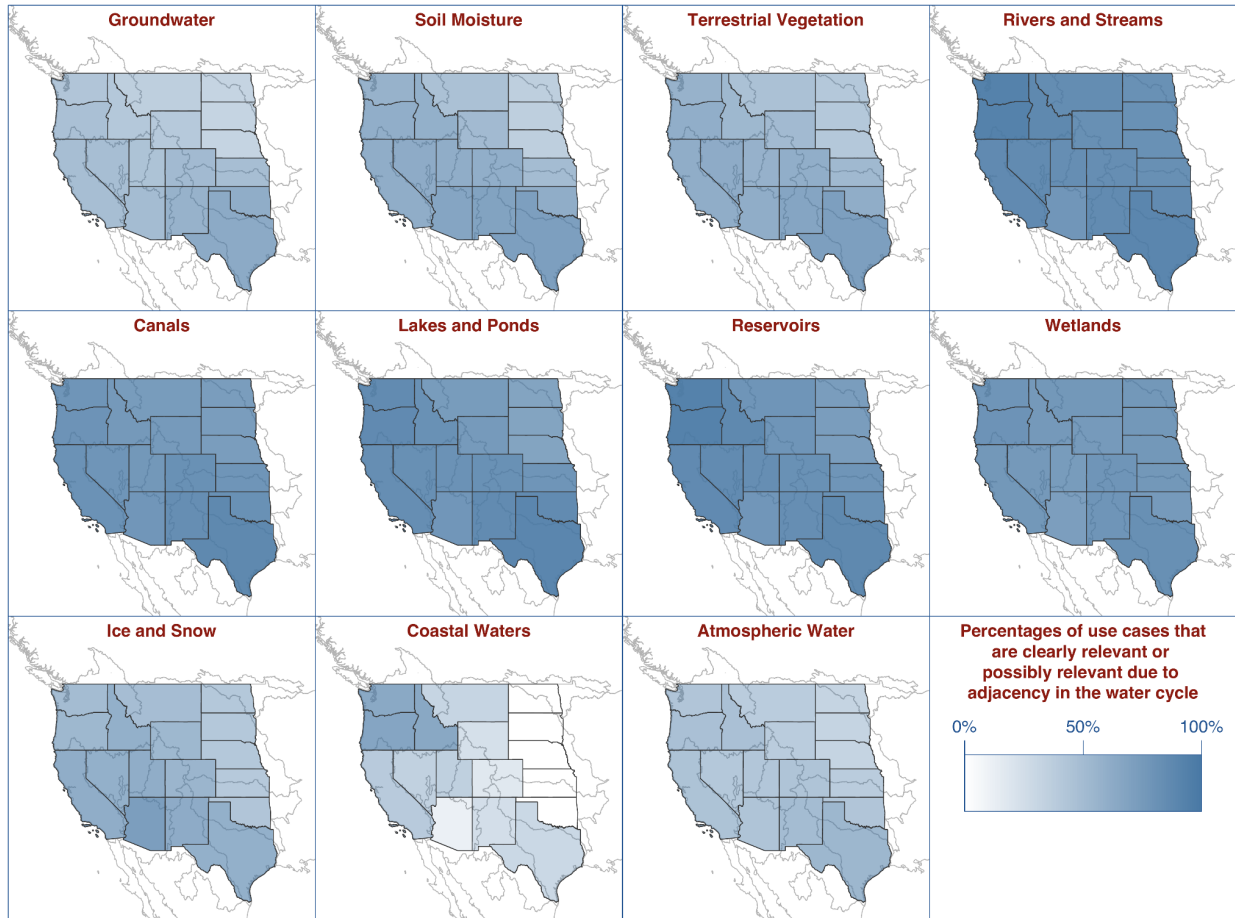 Groundwater
Soil Moisture
Terrestrial Vegetation
Rivers and Streams
Canals
Lakes and Ponds
Reservoirs
Wetlands
Ice and Snow
Coastal Waters
Atmospheric Water
Percentages of use cases that
are clearly relevant or
possibly relevant due to
adjacency in the water cycle
0%
50%
100%